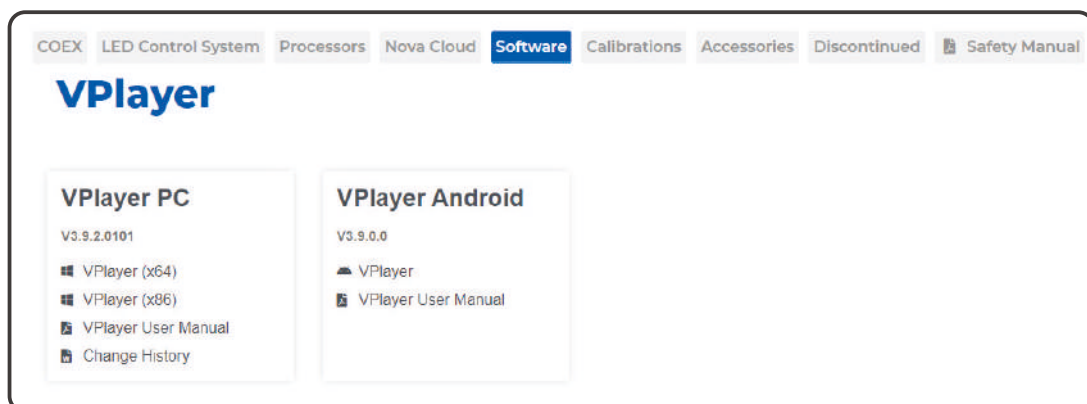 COEX LED Control System Processors Nova Cloud Software Calibrations Accessories Discontinued Safety Manual
VPlayer
VPlayer PC
V3.9.2.0101
VPlayer (x64)
VPlayer (x86)
VPlayer User Manual
Change History
VPlayer Android
V3.9.0.0
VPlayer
VPlayer User Manual